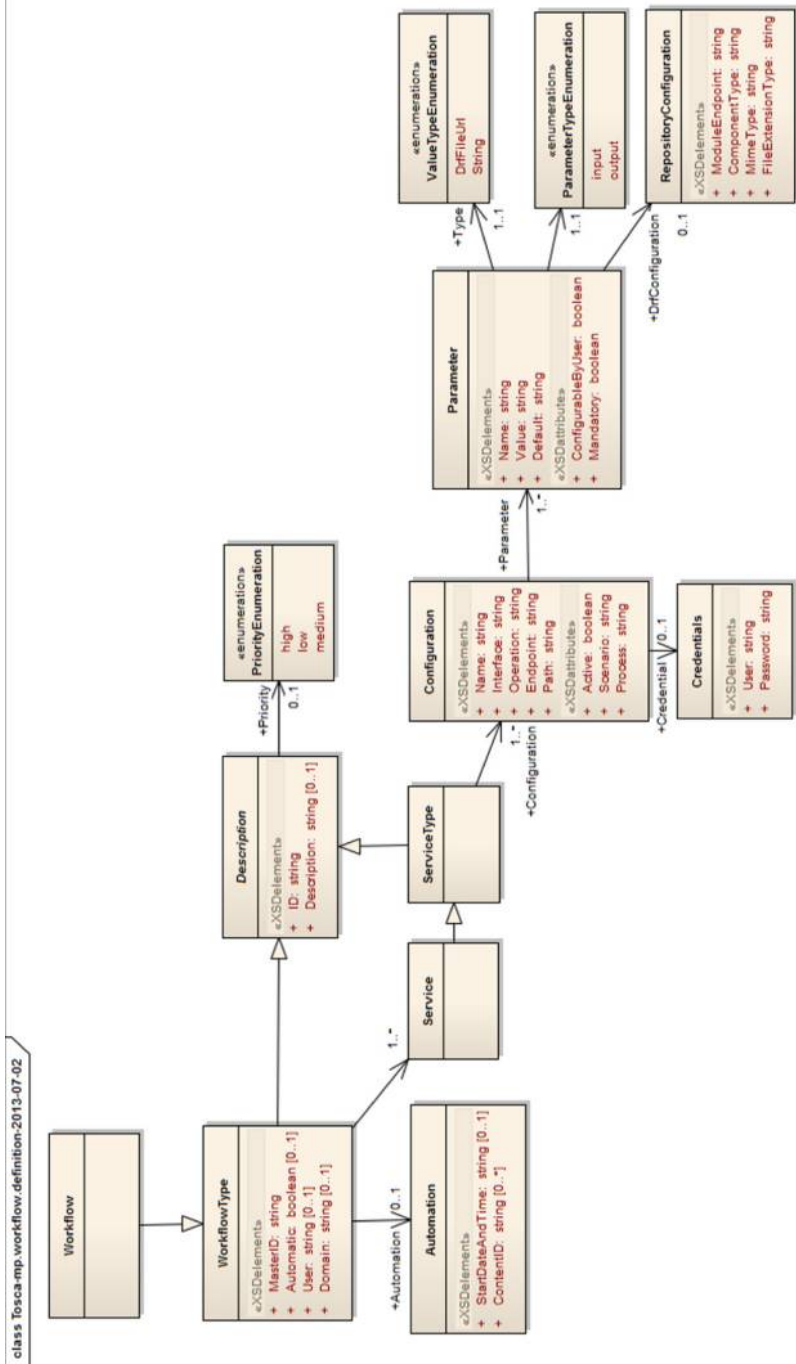 class Tosca-mp.workflow.definition-2013-07-02
Workflow
WorkflowType
«XSDelement»
+ MasterID: string
+ Automatic: boolean [0..1]
+ User: string [0..1]
+ Domain: string [0..1]
+Automation
0..1
Automation
«XSDelement»
+ StartDateAndTime: string [0..1]
+ ContentID: string [0..*]
Description
«XSDelement»
+ ID: string
+ Description: string [0..1]
+Priority
0..1
«enumeration»
PriorityEnumeration
high
low
medium
1..*
Service
ServiceType
+Configuration
1..*
Configuration
«XSDelement»
+ Name: string
+ Interface: string
+ Operation: string
+ Endpoint: string
+ Path: string
«XSDattribute»
+ Active: boolean
+ Scenario: string
+ Process: string
+Credential
0..1
Credentials
«XSDelement»
+ User: string
+ Password: string
+Parameter
1..*
Parameter
«XSDelement»
+ Name: string
+ Value: string
+ Default: string
«XSDattribute»
+ ConfigurableByUser: boolean
+ Mandatory: boolean
+Type
1..1
«enumeration»
ValueTypeEnumeration
DrfFileUrl
String
1..1
«enumeration»
ParameterTypeEnumeration
input
output
+DrfConfiguration
0..1
RepositoryConfiguration
«XSDelement»
+ ModuleEndpoint: string
+ ComponentType: string
+ MimeType: string
+ FileExtensionType: string